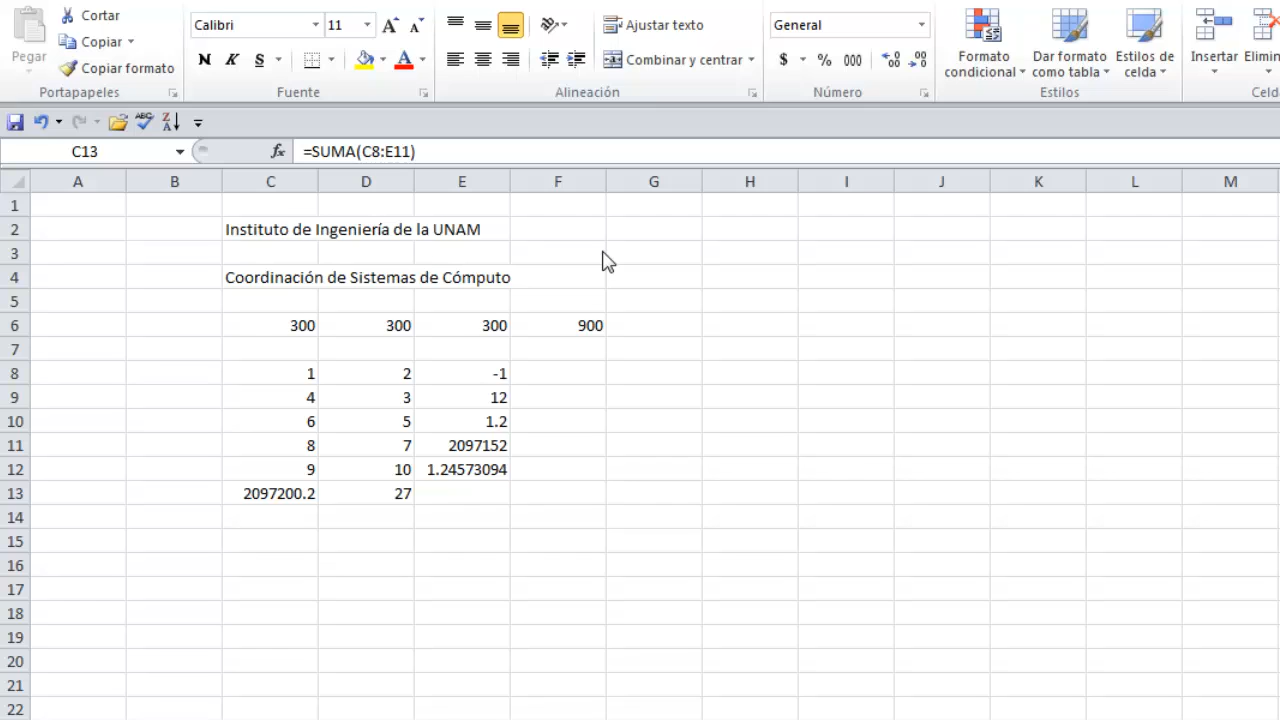 Cortar
Copiar
Pegar
Copiar formato
Portapapeles
Calibri 11 A A
N K S A
Fuente
Ajustar texto
Combinar y centrar
Alineación
General
$ % 000 ,00 ,00
Número
Formato condicional
Dar formato como tabla
Estilos de celda
Estilos
Insertar Elimin
Celd
C13 fx =SUMA(C8:E11)
A B C D E F G H I J K L M
1
2 Instituto de Ingeniería de la UNAM
3
4 Coordinación de Sistemas de Cómputo
5
6 300 300 300 900
7
8 1 2 -1
9 4 3 12
10 6 5 1.2
11 8 7 2097152
12 9 10 1.24573094
13 2097200.2 27
14
15
16
17
18
19
20
21
22